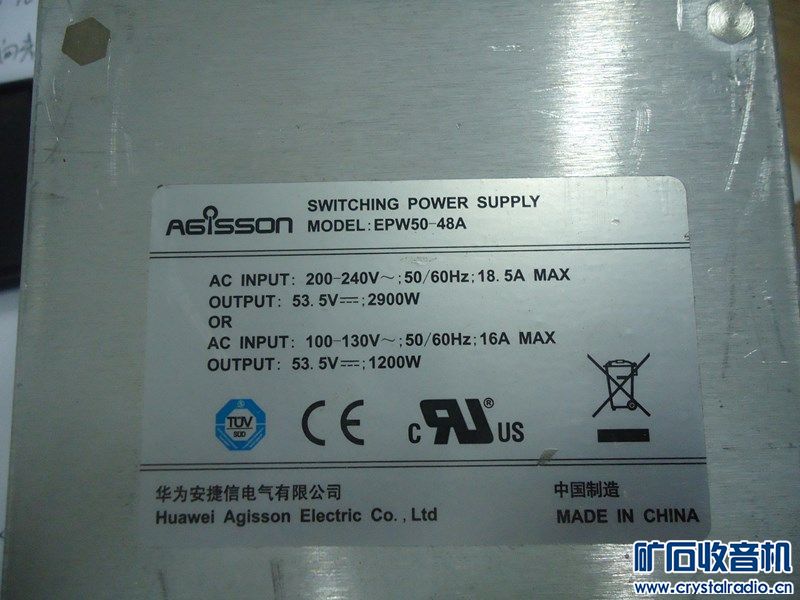 AGISSON
SWITCHING POWER SUPPLY
MODEL: EPW50-48A
AC INPUT: 200-240V～;50/60Hz;18.5A MAX
OUTPUT: 53.5V⎓;2900W
OR
AC INPUT: 100-130V～;50/60Hz;16A MAX
OUTPUT: 53.5V⎓;1200W
TÜV
SÜD
CE
c RU® US
华为安捷信电气有限公司
Huawei Agisson Electric Co.,Ltd
中国制造
MADE IN CHINA
矿石收音机
www.crystalradio.cn